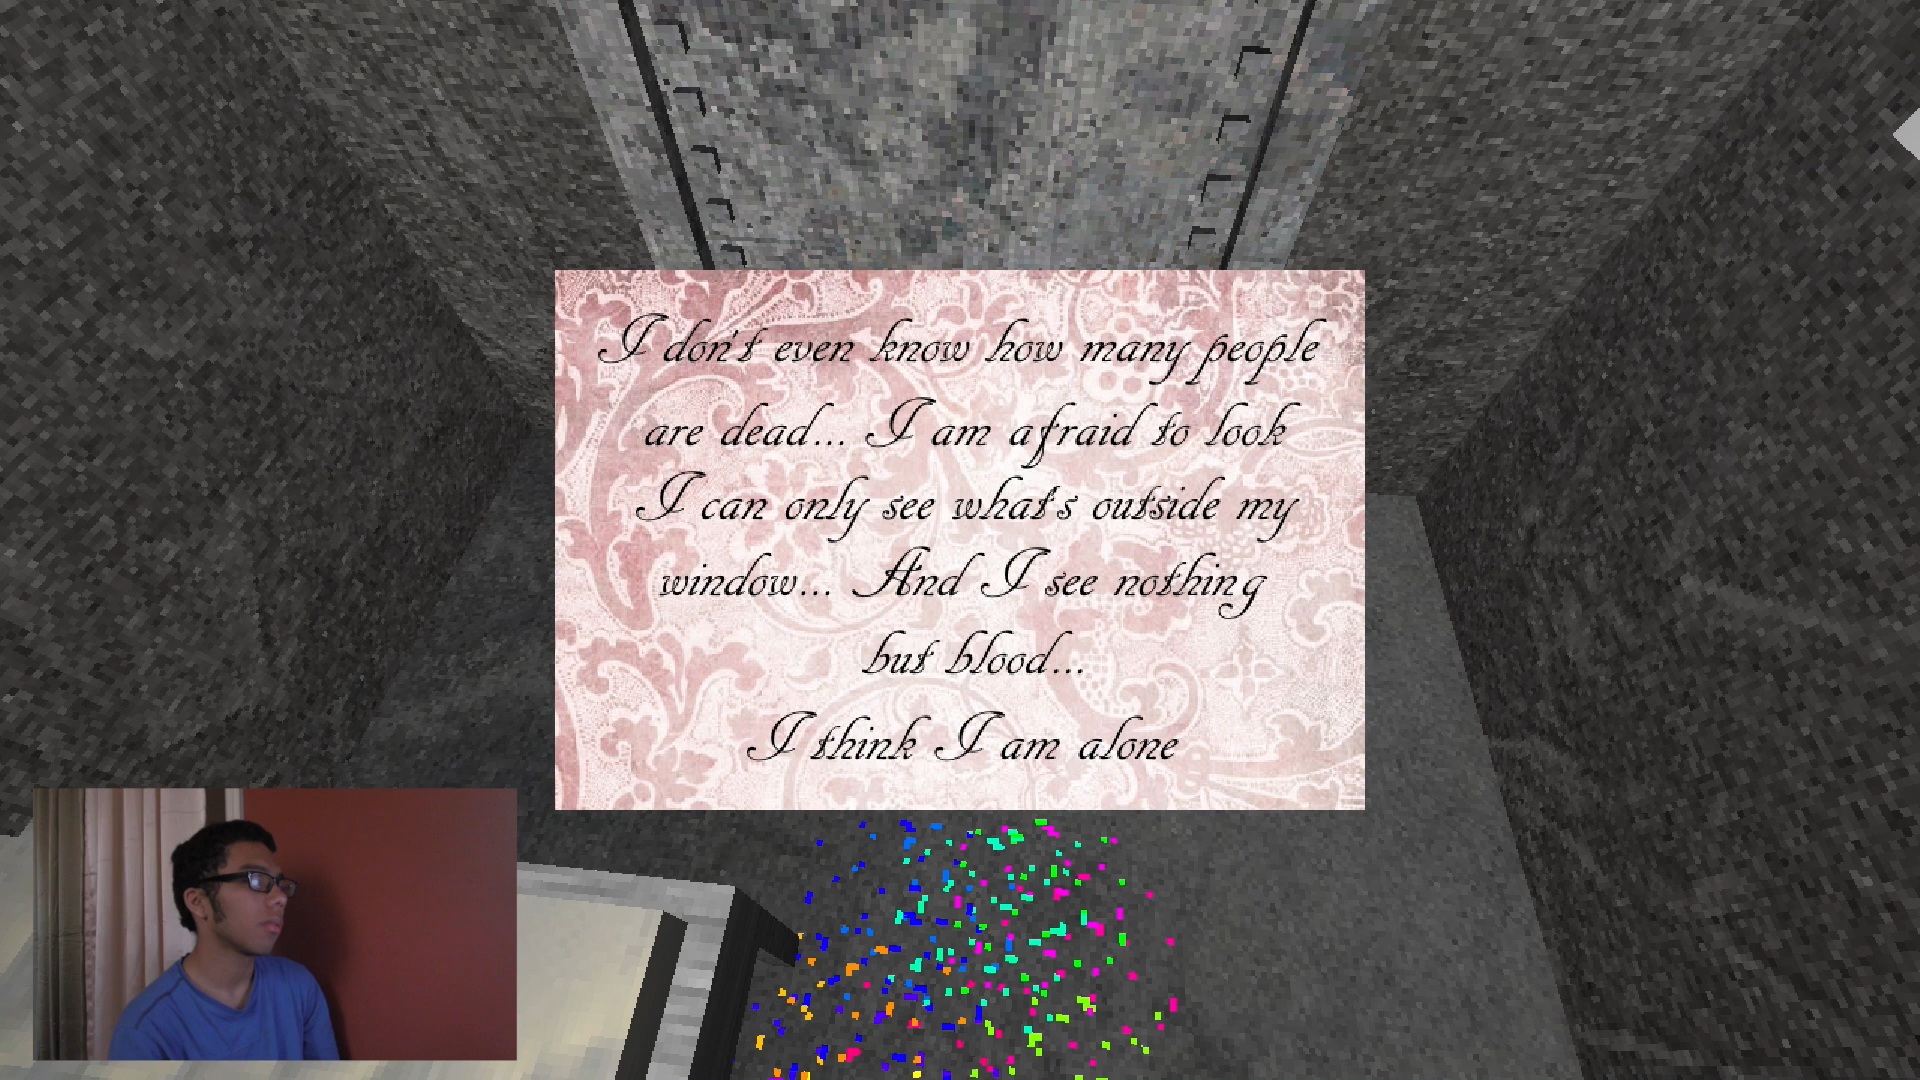 I don't even know how many people
are dead... I am afraid to look
I can only see what's outside my
window... And I see nothing
but blood...
I think I am alone